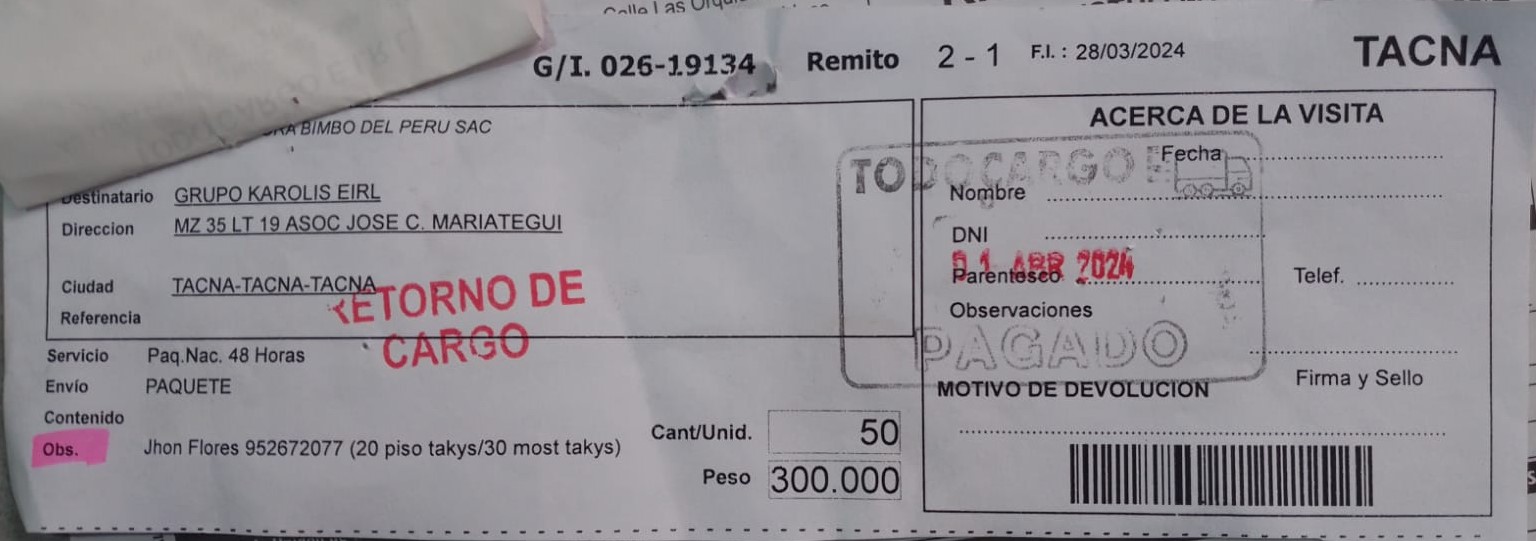 G/I. 026-19134 Remito 2 - 1 F.I. : 28/03/2024 TACNA
BIMBO DEL PERU SAC
Destinatario GRUPO KAROLIS EIRL
Direccion MZ 35 LT 19 ASOC JOSE C. MARIATEGUI
Ciudad TACNA-TACNA-TACNA
Referencia
RETORNO DE
CARGO
Servicio Paq.Nac. 48 Horas
Envío PAQUETE
Contenido
Obs. Jhon Flores 952672077 (20 piso takys/30 most takys)
Cant/Unid. 50
Peso 300.000
ACERCA DE LA VISITA
TODOCARGO
Fecha
Nombre
DNI
01 ABR 2024
Parentesco Telef.
Observaciones
PAGADO
Firma y Sello
MOTIVO DE DEVOLUCION